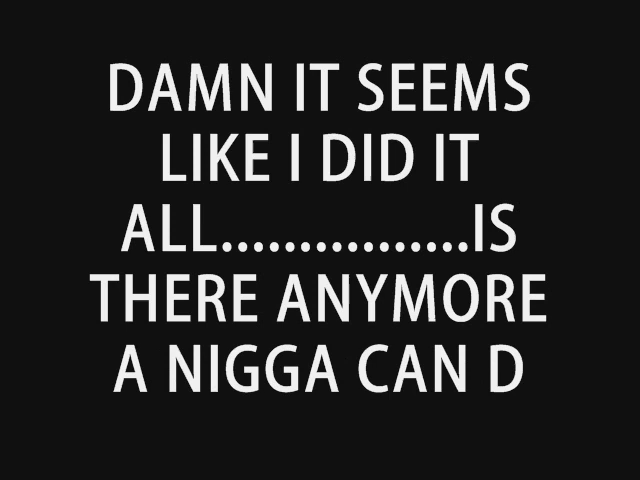 DAMN IT SEEMS
LIKE I DID IT
ALL................IS
THERE ANYMORE
A NIGGA CAN D